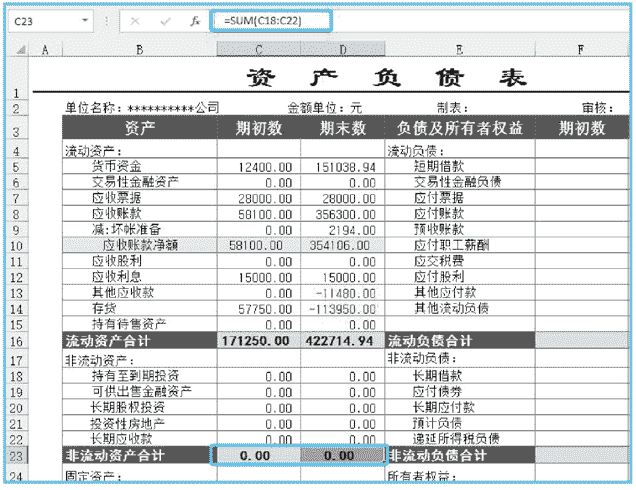 C23 fx =SUM(C18:C22)
A B C D E F
1 资 产 负 债 表
2 单位名称：**********公司 金额单位：元 制表： 审核：
3 资产 期初数 期末数 负债及所有者权益 期初数
4 流动资产： 流动负债：
5 货币资金 12400.00 151038.94 短期借款
6 交易性金融资产 0.00 0.00 交易性金融负债
7 应收票据 28000.00 28000.00 应付票据
8 应收账款 58100.00 356300.00 应付账款
9 减:坏帐准备 0.00 2194.00 预收账款
10 应收账款净额 58100.00 354106.00 应付职工薪酬
11 应收股利 0.00 0.00 应交税费
12 应收利息 15000.00 15000.00 应付股利
13 其他应收款 0.00 -11480.00 其他应付款
14 存货 57750.00 -113950.00 其他流动负债
15 持有待售资产 0.00 0.00
16 流动资产合计 171250.00 422714.94 流动负债合计
17 非流动资产： 非流动负债：
18 持有至到期投资 0.00 0.00 长期借款
19 可供出售金融资产 0.00 0.00 应付债券
20 长期股权投资 0.00 0.00 长期应付款
21 投资性房地产 0.00 0.00 预计负债
22 长期应收款 0.00 0.00 递延所得税负债
23 非流动资产合计 0.00 0.00 非流动负债合计
24 固定资产： 所有者权益：